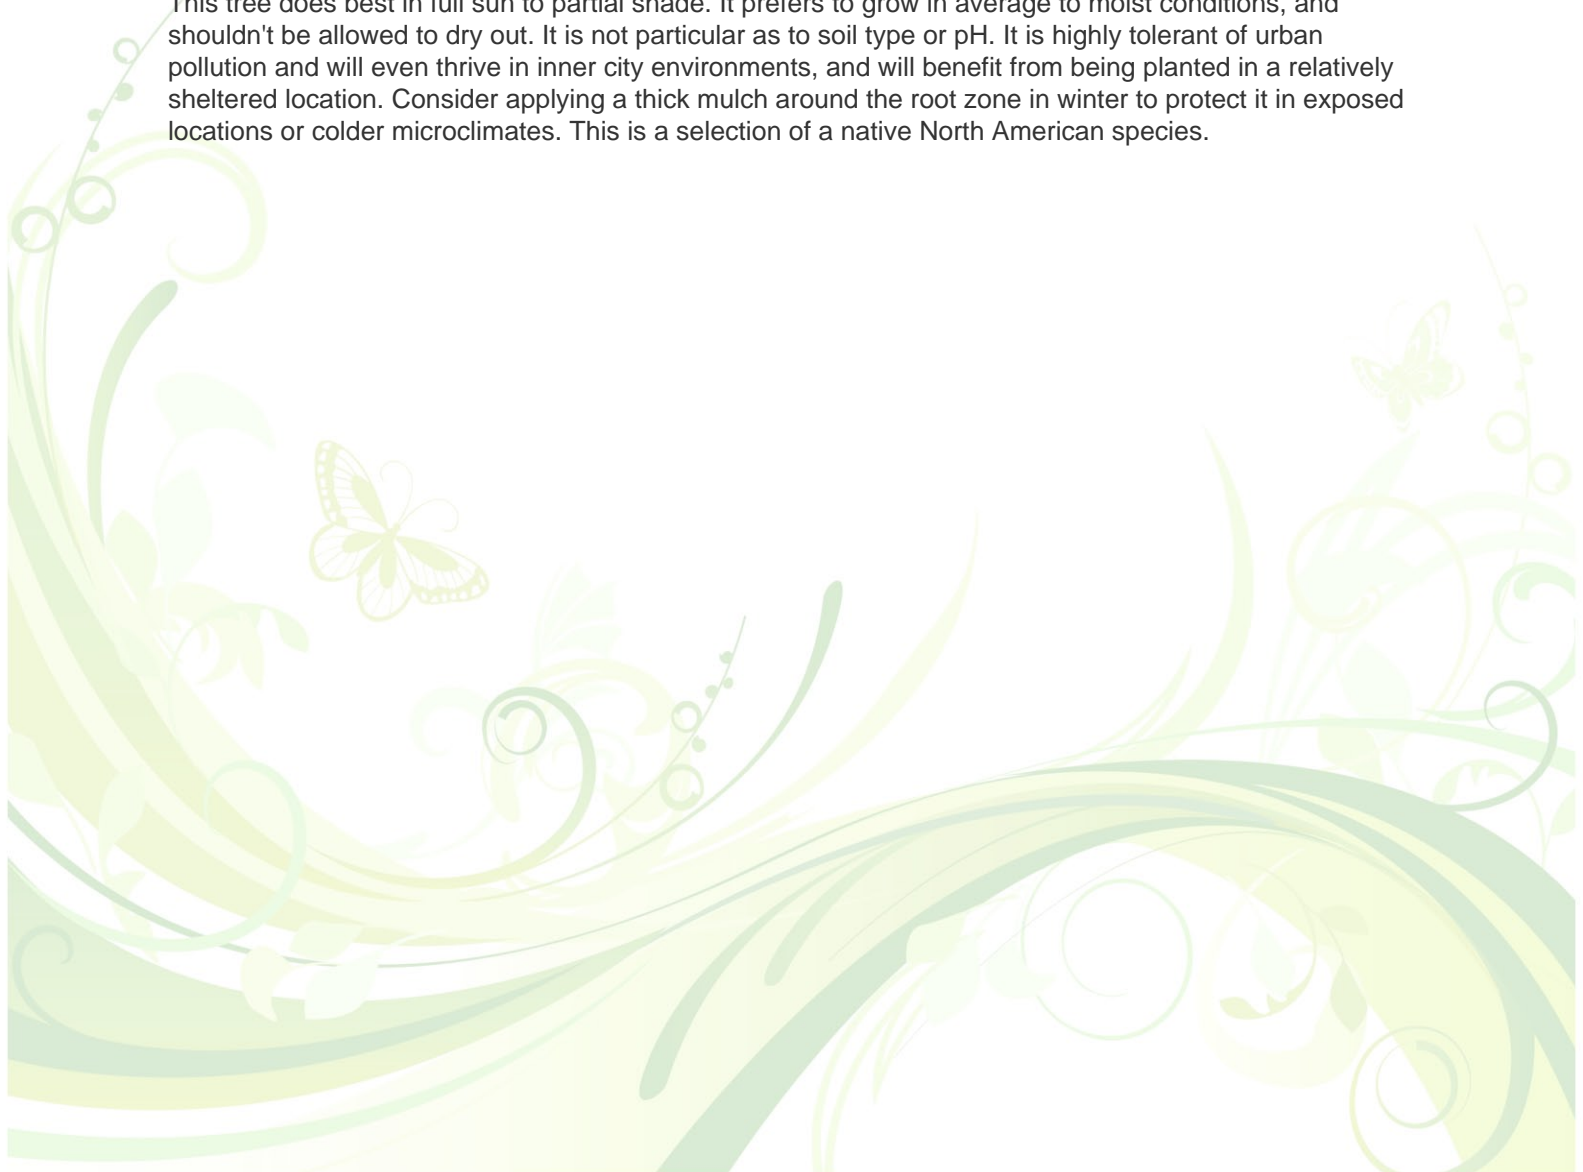 This tree does best in full sun to partial shade. It prefers to grow in average to moist conditions, and
shouldn't be allowed to dry out. It is not particular as to soil type or pH. It is highly tolerant of urban
pollution and will even thrive in inner city environments, and will benefit from being planted in a relatively
sheltered location. Consider applying a thick mulch around the root zone in winter to protect it in exposed
locations or colder microclimates. This is a selection of a native North American species.